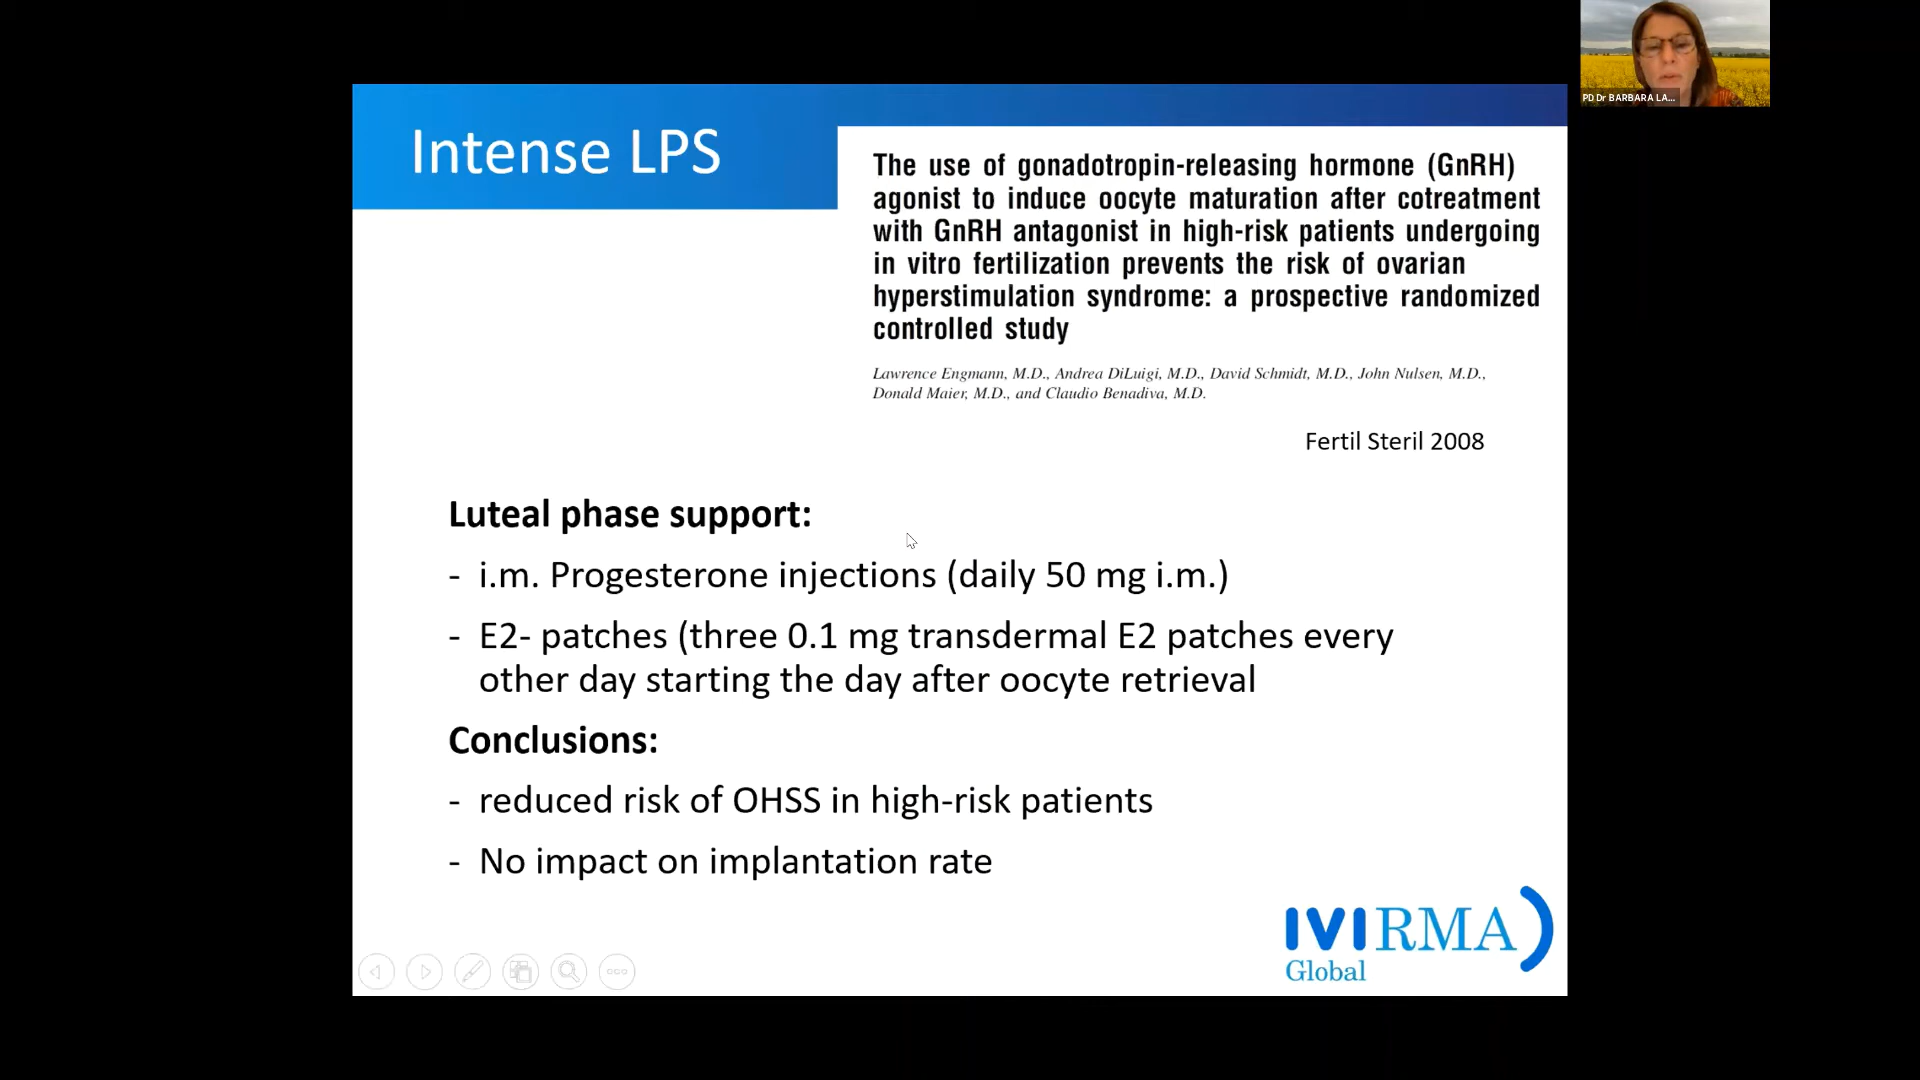 PD Dr BARBARA LA...
Intense LPS
The use of gonadotropin-releasing hormone (GnRH)
agonist to induce oocyte maturation after cotreatment
with GnRH antagonist in high-risk patients undergoing
in vitro fertilization prevents the risk of ovarian
hyperstimulation syndrome: a prospective randomized
controlled study
Lawrence Engmann, M.D., Andrea DiLuigi, M.D., David Schmidt, M.D., John Nulsen, M.D.,
Donald Maier, M.D., and Claudio Benadiva, M.D.
Fertil Steril 2008
Luteal phase support:
- i.m. Progesterone injections (daily 50 mg i.m.)
- E2- patches (three 0.1 mg transdermal E2 patches every
other day starting the day after oocyte retrieval
Conclusions:
- reduced risk of OHSS in high-risk patients
- No impact on implantation rate
IVIRMA
Global